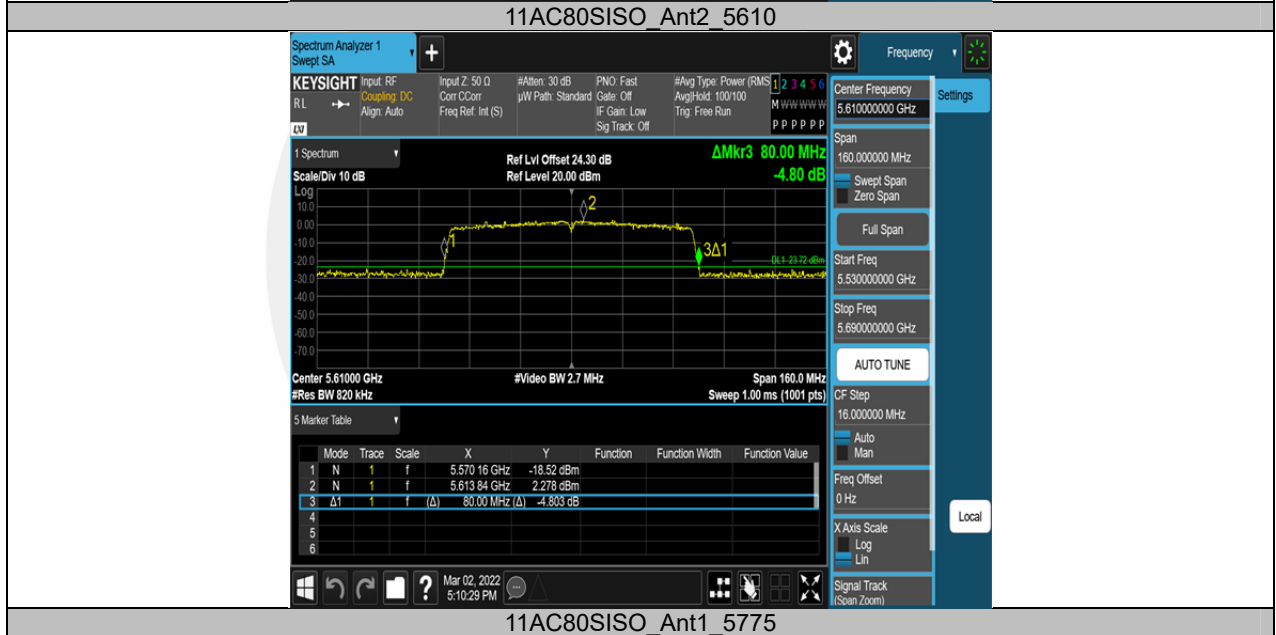 11AC80SISO_Ant2_5610
Spectrum Analyzer 1
Swept SA
+
Frequency
KEYSIGHT Input: RF Input Z: 50 Ω #Atten: 30 dB PNO: Fast #Avg Type: Power (RMS 1 2 3 4 5 6
RL Coupling: DC Corr CCorr µW Path: Standard Gate: Off Avg|Hold: 100/100 M W W W W W
Align: Auto Freq Ref: Int (S) IF Gain: Low Trig: Free Run
Sig Track: Off P P P P P P
LXI
Center Frequency
5.610000000 GHz
Settings
Span
160.000000 MHz
Swept Span
Zero Span
Full Span
Start Freq
5.530000000 GHz
Stop Freq
5.690000000 GHz
AUTO TUNE
CF Step
16.000000 MHz
Auto
Man
Freq Offset
0 Hz
X Axis Scale
Log
Lin
Signal Track
(Span Zoom)
Local
1 Spectrum
Ref Lvl Offset 24.30 dB
ΔMkr3 80.00 MHz
Scale/Div 10 dB Ref Level 20.00 dBm -4.80 dB
Log
10.0
0.00
-10.0
-20.0
-30.0
-40.0
-50.0
-60.0
-70.0
1
2
3Δ1
DL1 -23.72 dBm
Center 5.61000 GHz #Video BW 2.7 MHz Span 160.0 MHz
#Res BW 820 kHz Sweep 1.00 ms (1001 pts)
5 Marker Table
Mode Trace Scale X Y Function Function Width Function Value
1 N 1 f 5.570 16 GHz -18.52 dBm
2 N 1 f 5.613 84 GHz 2.278 dBm
3 Δ1 1 f (Δ) 80.00 MHz (Δ) -4.803 dB
4
5
6
?
Mar 02, 2022
5:10:29 PM
11AC80SISO_Ant1_5775